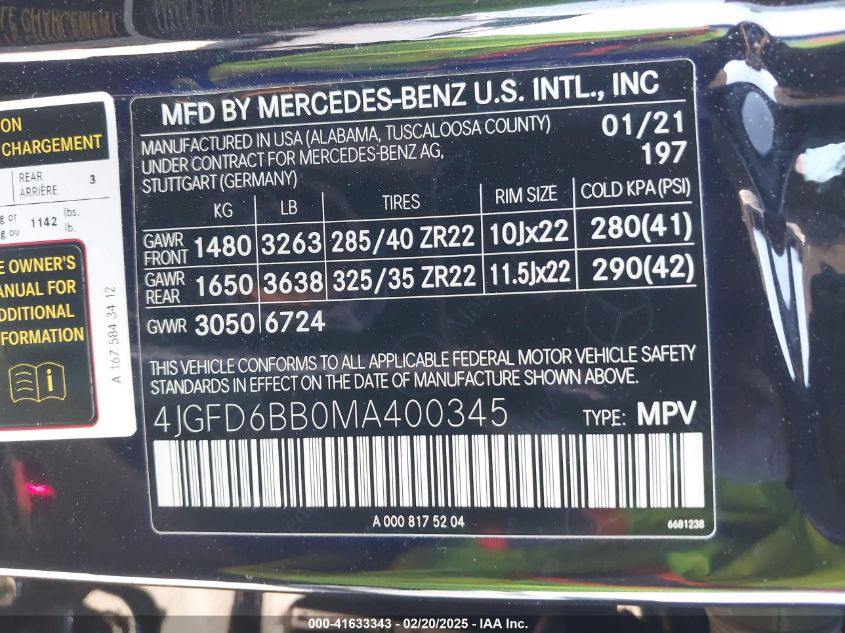 ON
CHARGEMENT
REAR
ARRIÈRE 3
g or
g ou 1142 lbs.
lb.
E OWNER'S
ANUAL FOR
DDITIONAL
FORMATION
A 167 584 34 12
MFD BY MERCEDES-BENZ U.S. INTL., INC
MANUFACTURED IN USA (ALABAMA, TUSCALOOSA COUNTY) 01/21
UNDER CONTRACT FOR MERCEDES-BENZ AG, 197
STUTTGART (GERMANY)
KG LB TIRES RIM SIZE COLD KPA (PSI)
GAWR FRONT 1480 3263 285/40 ZR22 10Jx22 280(41)
GAWR REAR 1650 3638 325/35 ZR22 11.5Jx22 290(42)
GVWR 3050 6724
THIS VEHICLE CONFORMS TO ALL APPLICABLE FEDERAL MOTOR VEHICLE SAFETY
STANDARDS IN EFFECT ON THE DATE OF MANUFACTURE SHOWN ABOVE.
4JGFD6BB0MA400345 TYPE: MPV
A 000 817 52 04 6681238
000-41633343 - 02/20/2025 - IAA Inc.